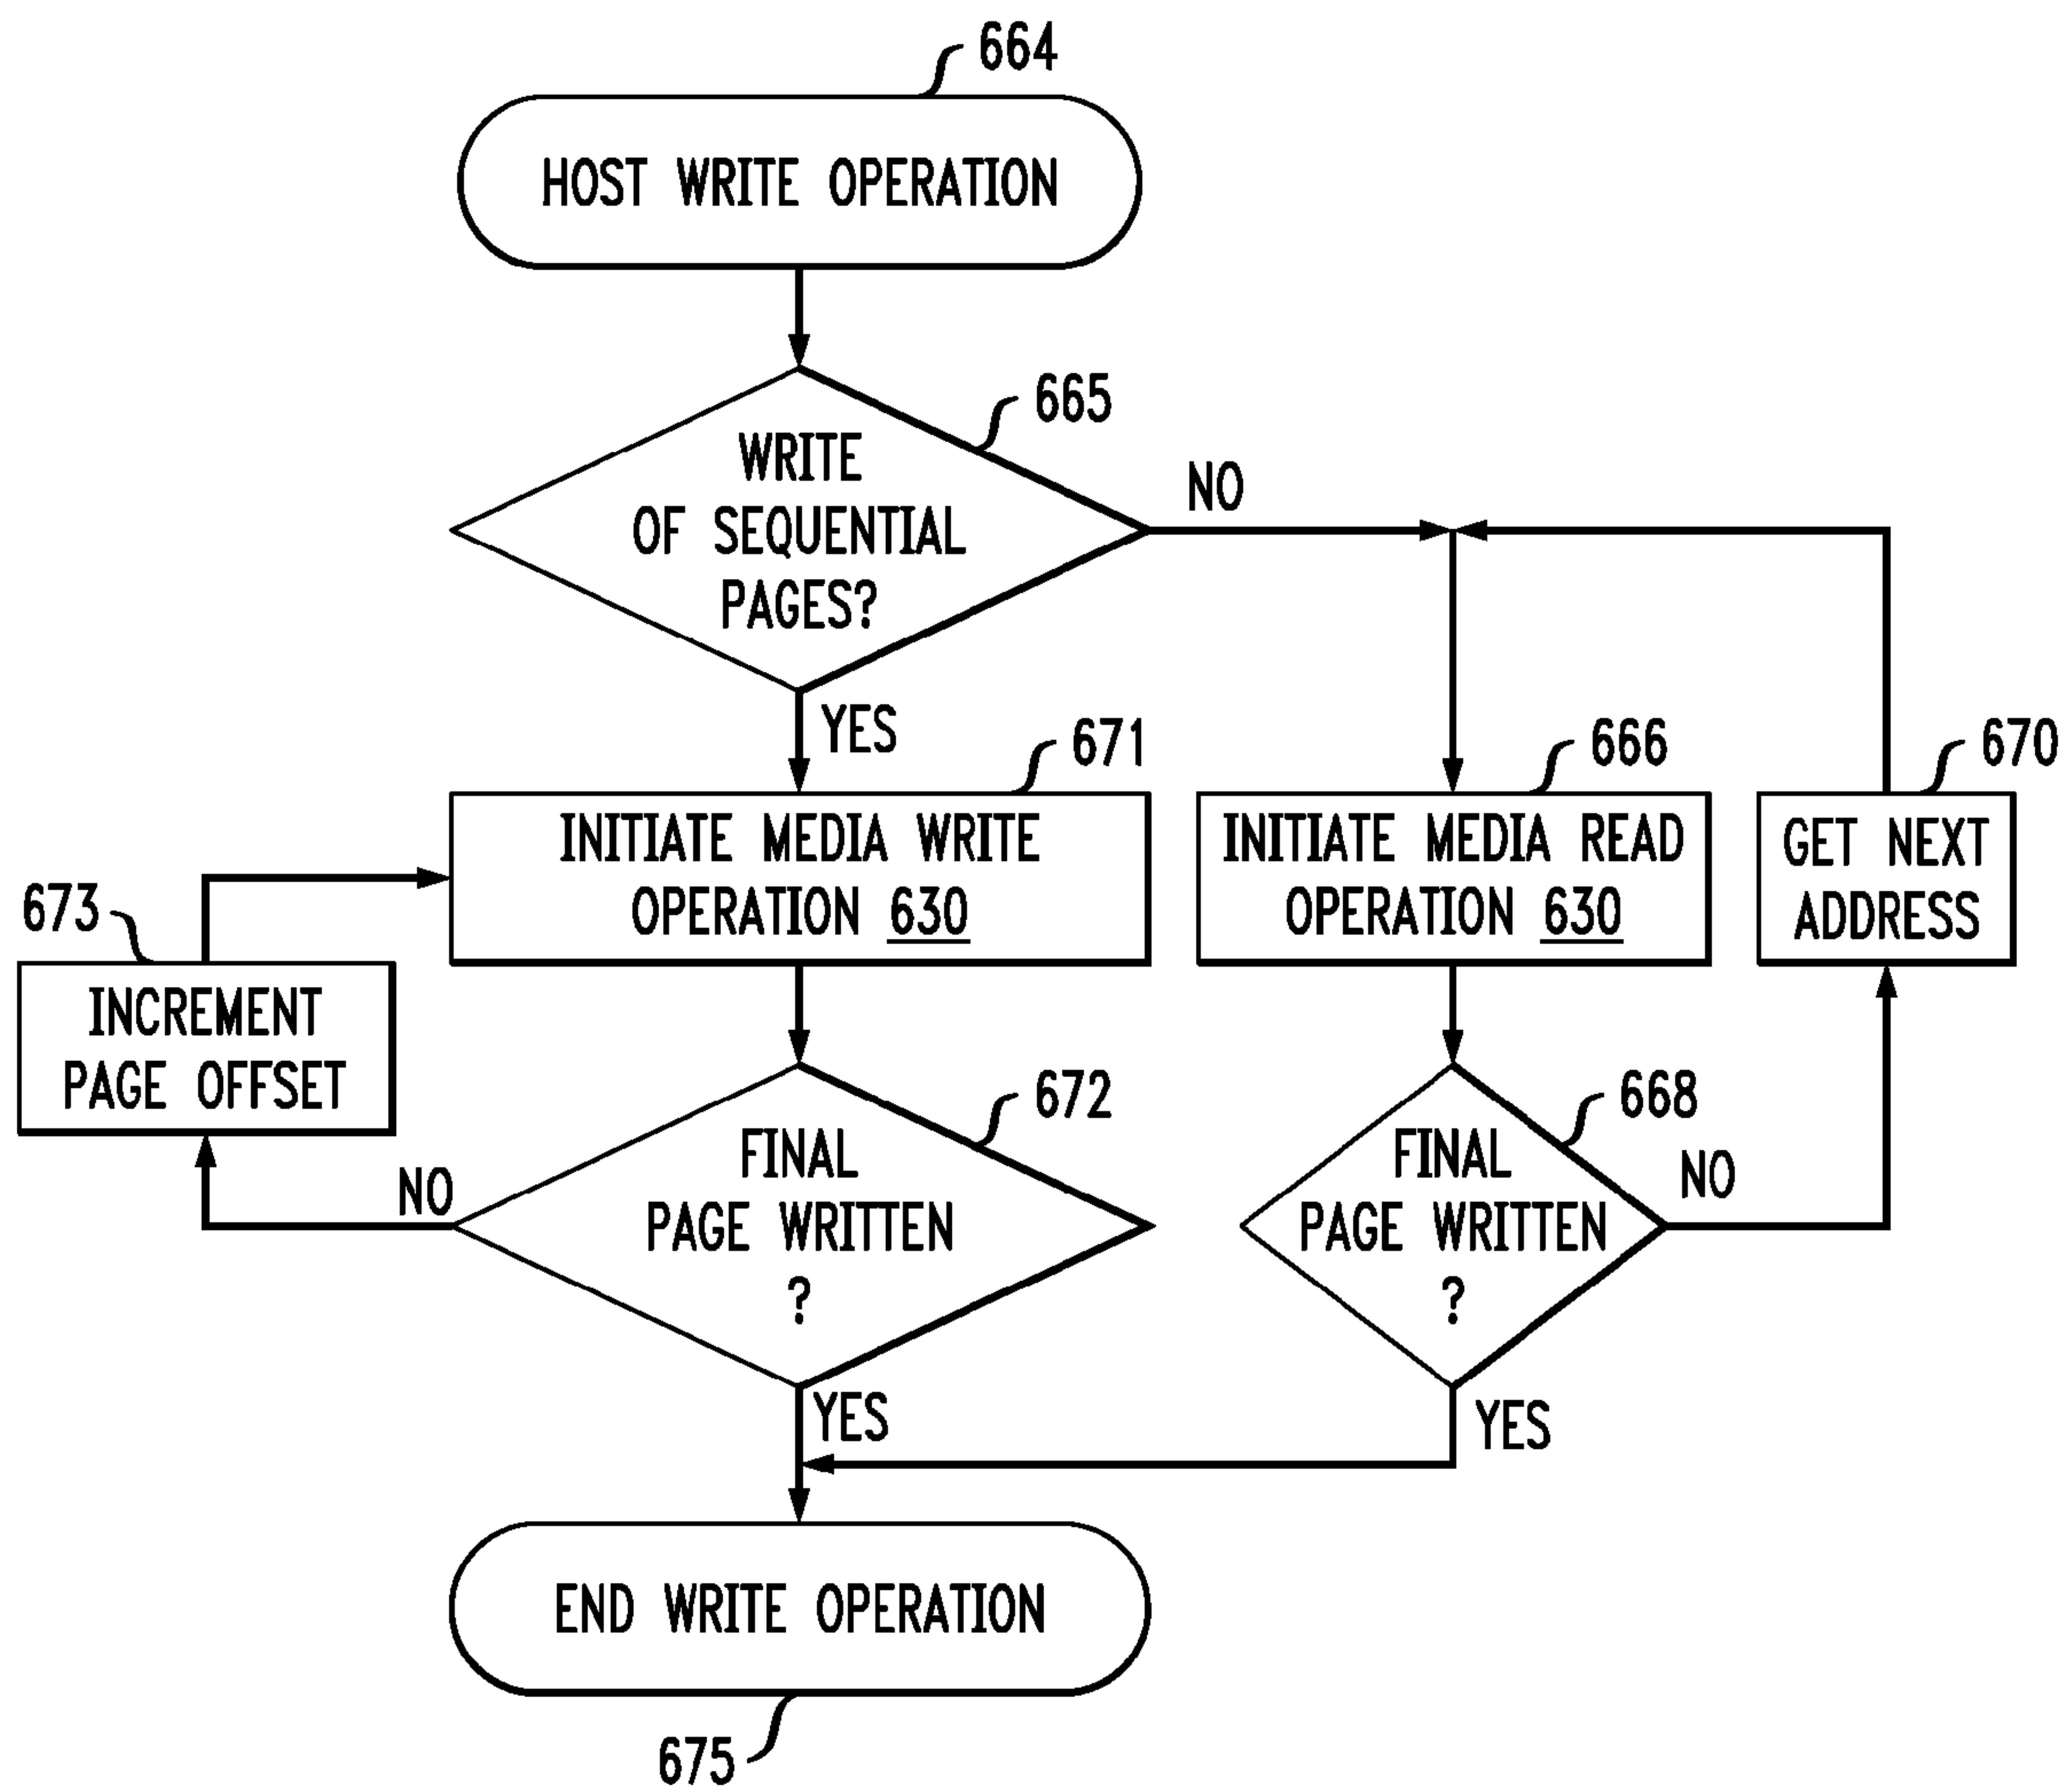 664
HOST WRITE OPERATION
665
WRITE
OF SEQUENTIAL
PAGES?
NO
YES
671
666
670
INITIATE MEDIA WRITE
OPERATION 630
INITIATE MEDIA READ
OPERATION 630
GET NEXT
ADDRESS
673
INCREMENT
PAGE OFFSET
NO
672
FINAL
PAGE WRITTEN
?
668
FINAL
PAGE WRITTEN
?
NO
YES
YES
END WRITE OPERATION
675